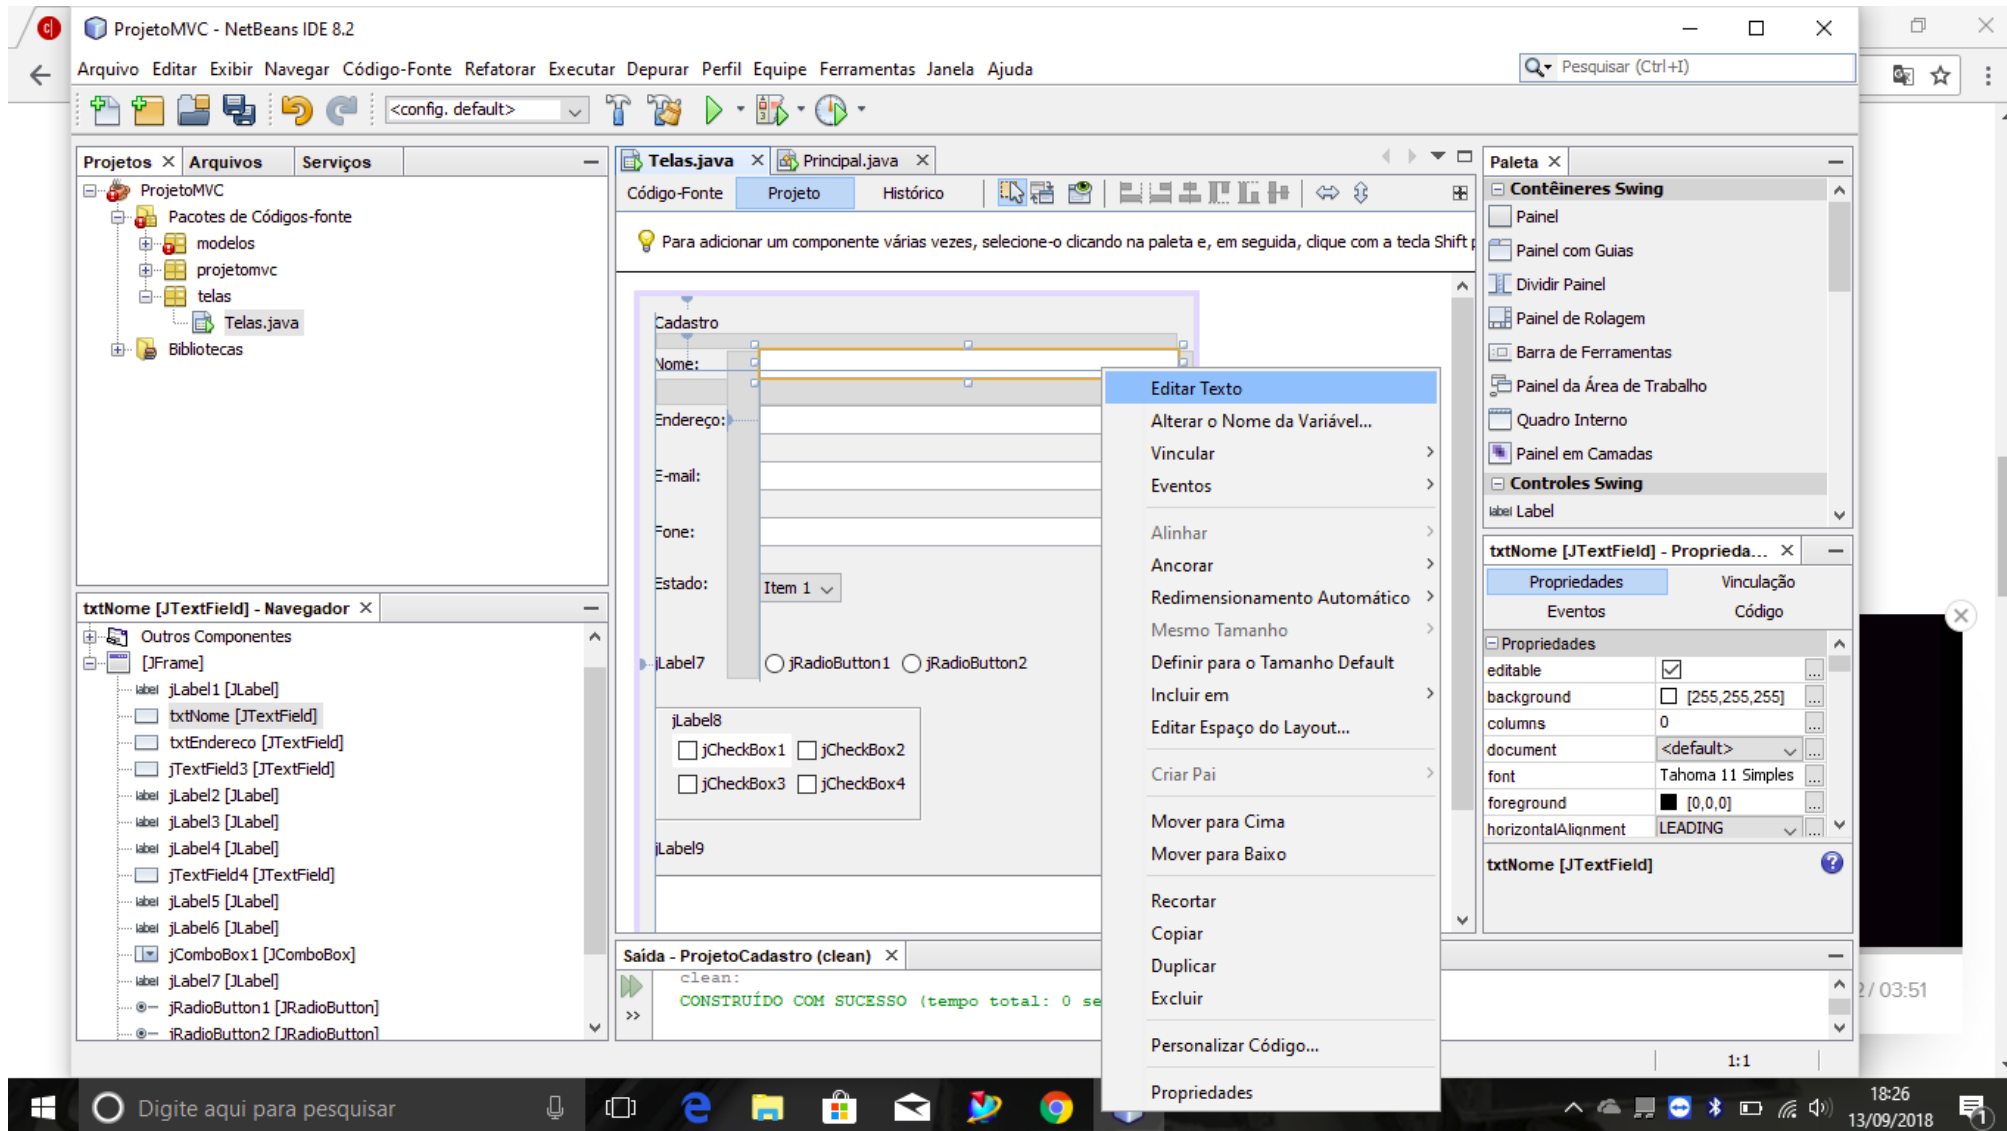 ProjetoMVC - NetBeans IDE 8.2
Arquivo Editar Exibir Navegar Código-Fonte Refatorar Executar Depurar Perfil Equipe Ferramentas Janela Ajuda
Pesquisar (Ctrl+I)
<config. default>
Projetos
Arquivos
Serviços
ProjetoMVC
Pacotes de Códigos-fonte
modelos
projetomvc
telas
Telas.java
Bibliotecas
txtNome [JTextField] - Navegador
Outros Componentes
[JFrame]
label jLabel1 [JLabel]
txtNome [JTextField]
txtEndereco [JTextField]
jTextField3 [JTextField]
label jLabel2 [JLabel]
label jLabel3 [JLabel]
label jLabel4 [JLabel]
jTextField4 [JTextField]
label jLabel5 [JLabel]
label jLabel6 [JLabel]
jComboBox1 [JComboBox]
label jLabel7 [JLabel]
jRadioButton1 [JRadioButton]
jRadioButton2 [JRadioButton]
Telas.java
Principal.java
Código-Fonte
Projeto
Histórico
Para adicionar um componente várias vezes, selecione-o clicando na paleta e, em seguida, clique com a tecla Shift p
Cadastro
Nome:
Endereço:
E-mail:
Fone:
Estado:
Item 1
jLabel7
jRadioButton1
jRadioButton2
jLabel8
jCheckBox1
jCheckBox2
jCheckBox3
jCheckBox4
jLabel9
Editar Texto
Alterar o Nome da Variável...
Vincular
Eventos
Alinhar
Ancorar
Redimensionamento Automático
Mesmo Tamanho
Definir para o Tamanho Default
Incluir em
Editar Espaço do Layout...
Criar Pai
Mover para Cima
Mover para Baixo
Recortar
Copiar
Duplicar
Excluir
Personalizar Código...
Propriedades
Saída - ProjetoCadastro (clean)
clean:
CONSTRUÍDO COM SUCESSO (tempo total: 0 se
Paleta
Contêineres Swing
Painel
Painel com Guias
Dividir Painel
Painel de Rolagem
Barra de Ferramentas
Painel da Área de Trabalho
Quadro Interno
Painel em Camadas
Controles Swing
label Label
txtNome [JTextField] - Proprieda...
Propriedades
Vinculação
Eventos
Código
Propriedades
editable
background [255,255,255]
columns 0
document <default>
font Tahoma 11 Simples
foreground [0,0,0]
horizontalAlignment LEADING
txtNome [JTextField]
1:1
/ 03:51
Digite aqui para pesquisar
18:26
13/09/2018
1